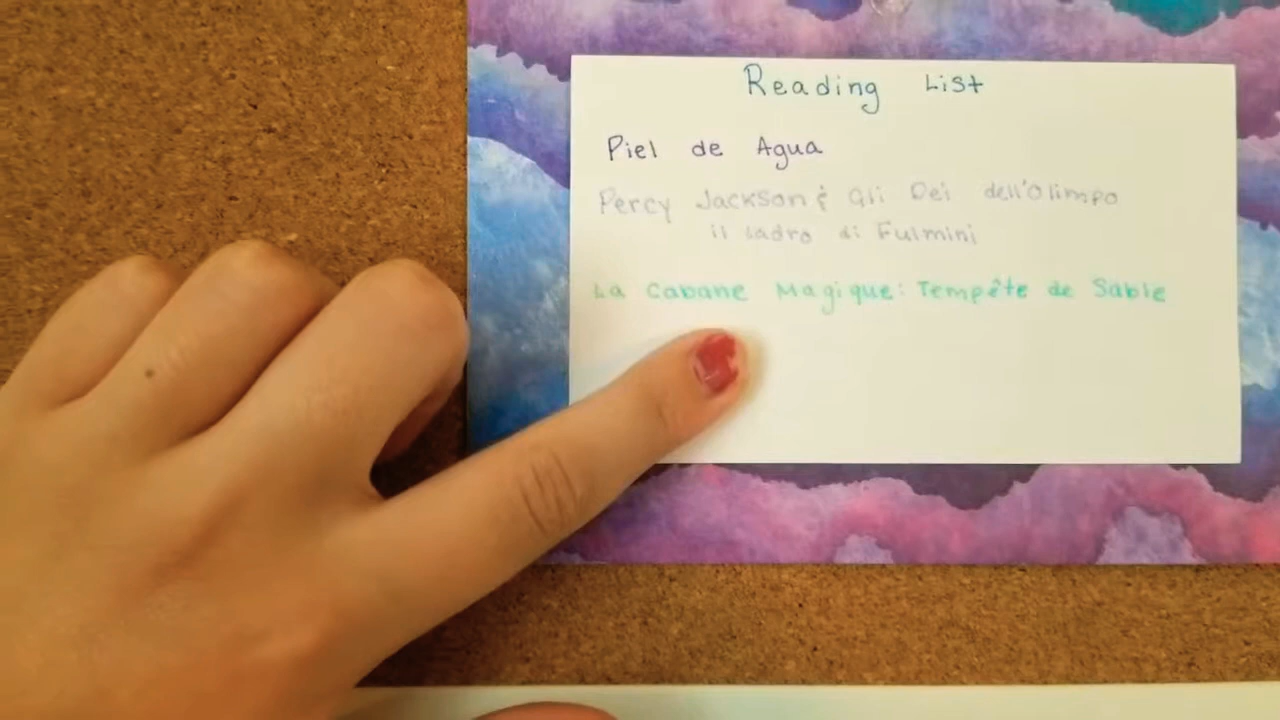 Reading List
Piel de Agua
Percy Jackson & Gli Dei dell'Olimpo
il ladro di Fulmini
La Cabane Magique: Tempête de Sable